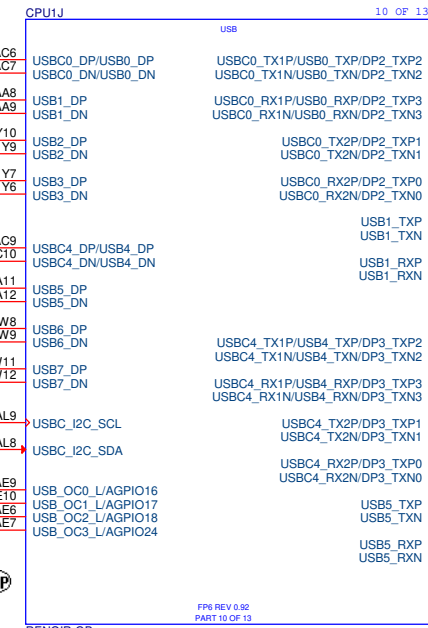 CPU1J 10 OF 13
USB
USBC0_DP/USB0_DP USBC0_TX1P/USB0_TXP/DP2_TXP2
USBC0_DN/USB0_DN USBC0_TX1N/USB0_TXN/DP2_TXN2
USB1_DP USBC0_RX1P/USB0_RXP/DP2_TXP3
USB1_DN USBC0_RX1N/USB0_RXN/DP2_TXN3
USB2_DP USBC0_TX2P/DP2_TXP1
USB2_DN USBC0_TX2N/DP2_TXN1
USB3_DP USBC0_RX2P/DP2_TXP0
USB3_DN USBC0_RX2N/DP2_TXN0
USB1_TXP
USB1_TXN
USBC4_DP/USB4_DP
USBC4_DN/USB4_DN
USB1_RXP
USB1_RXN
USB5_DP
USB5_DN
USB6_DP
USB6_DN USBC4_TX1P/USB4_TXP/DP3_TXP2
USBC4_TX1N/USB4_TXN/DP3_TXN2
USB7_DP
USB7_DN USBC4_RX1P/USB4_RXP/DP3_TXP3
USBC4_RX1N/USB4_RXN/DP3_TXN3
USBC_I2C_SCL USBC4_TX2P/DP3_TXP1
USBC4_TX2N/DP3_TXN1
USBC_I2C_SDA
USBC4_RX2P/DP3_TXP0
USBC4_RX2N/DP3_TXN0
USB_OC0_L/AGPIO16
USB_OC1_L/AGPIO17 USB5_TXP
USB_OC2_L/AGPIO18 USB5_TXN
USB_OC3_L/AGPIO24
USB5_RXP
USB5_RXN
FP6 REV 0.92
PART 10 OF 13